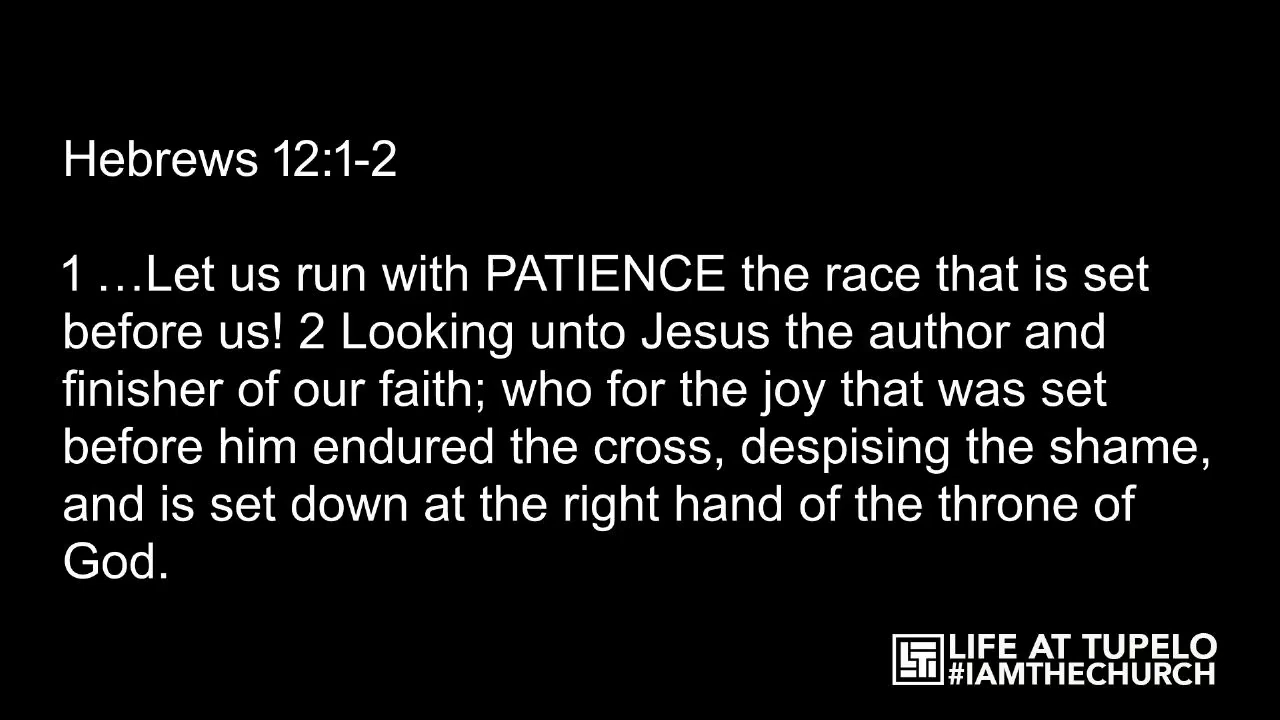 Hebrews 12:1-2
1 …Let us run with PATIENCE the race that is set
before us! 2 Looking unto Jesus the author and
finisher of our faith; who for the joy that was set
before him endured the cross, despising the shame,
and is set down at the right hand of the throne of
God.
LIFE AT TUPELO
#IAMTHECHURCH